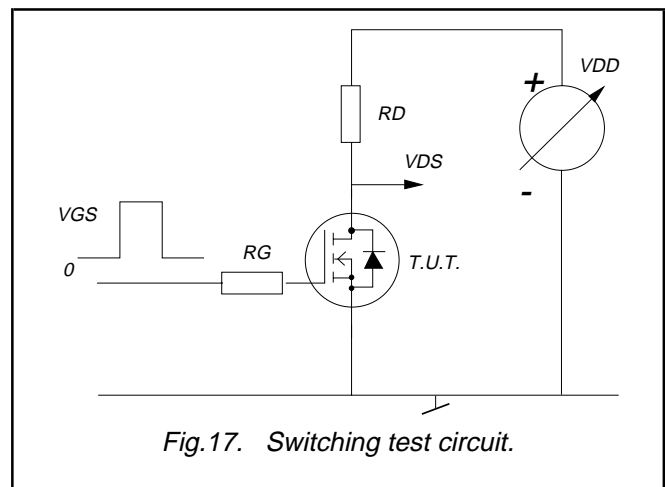 +
VDD
RD
VDS
-
VGS
RG
T.U.T.
0
Fig.17. Switching test circuit.